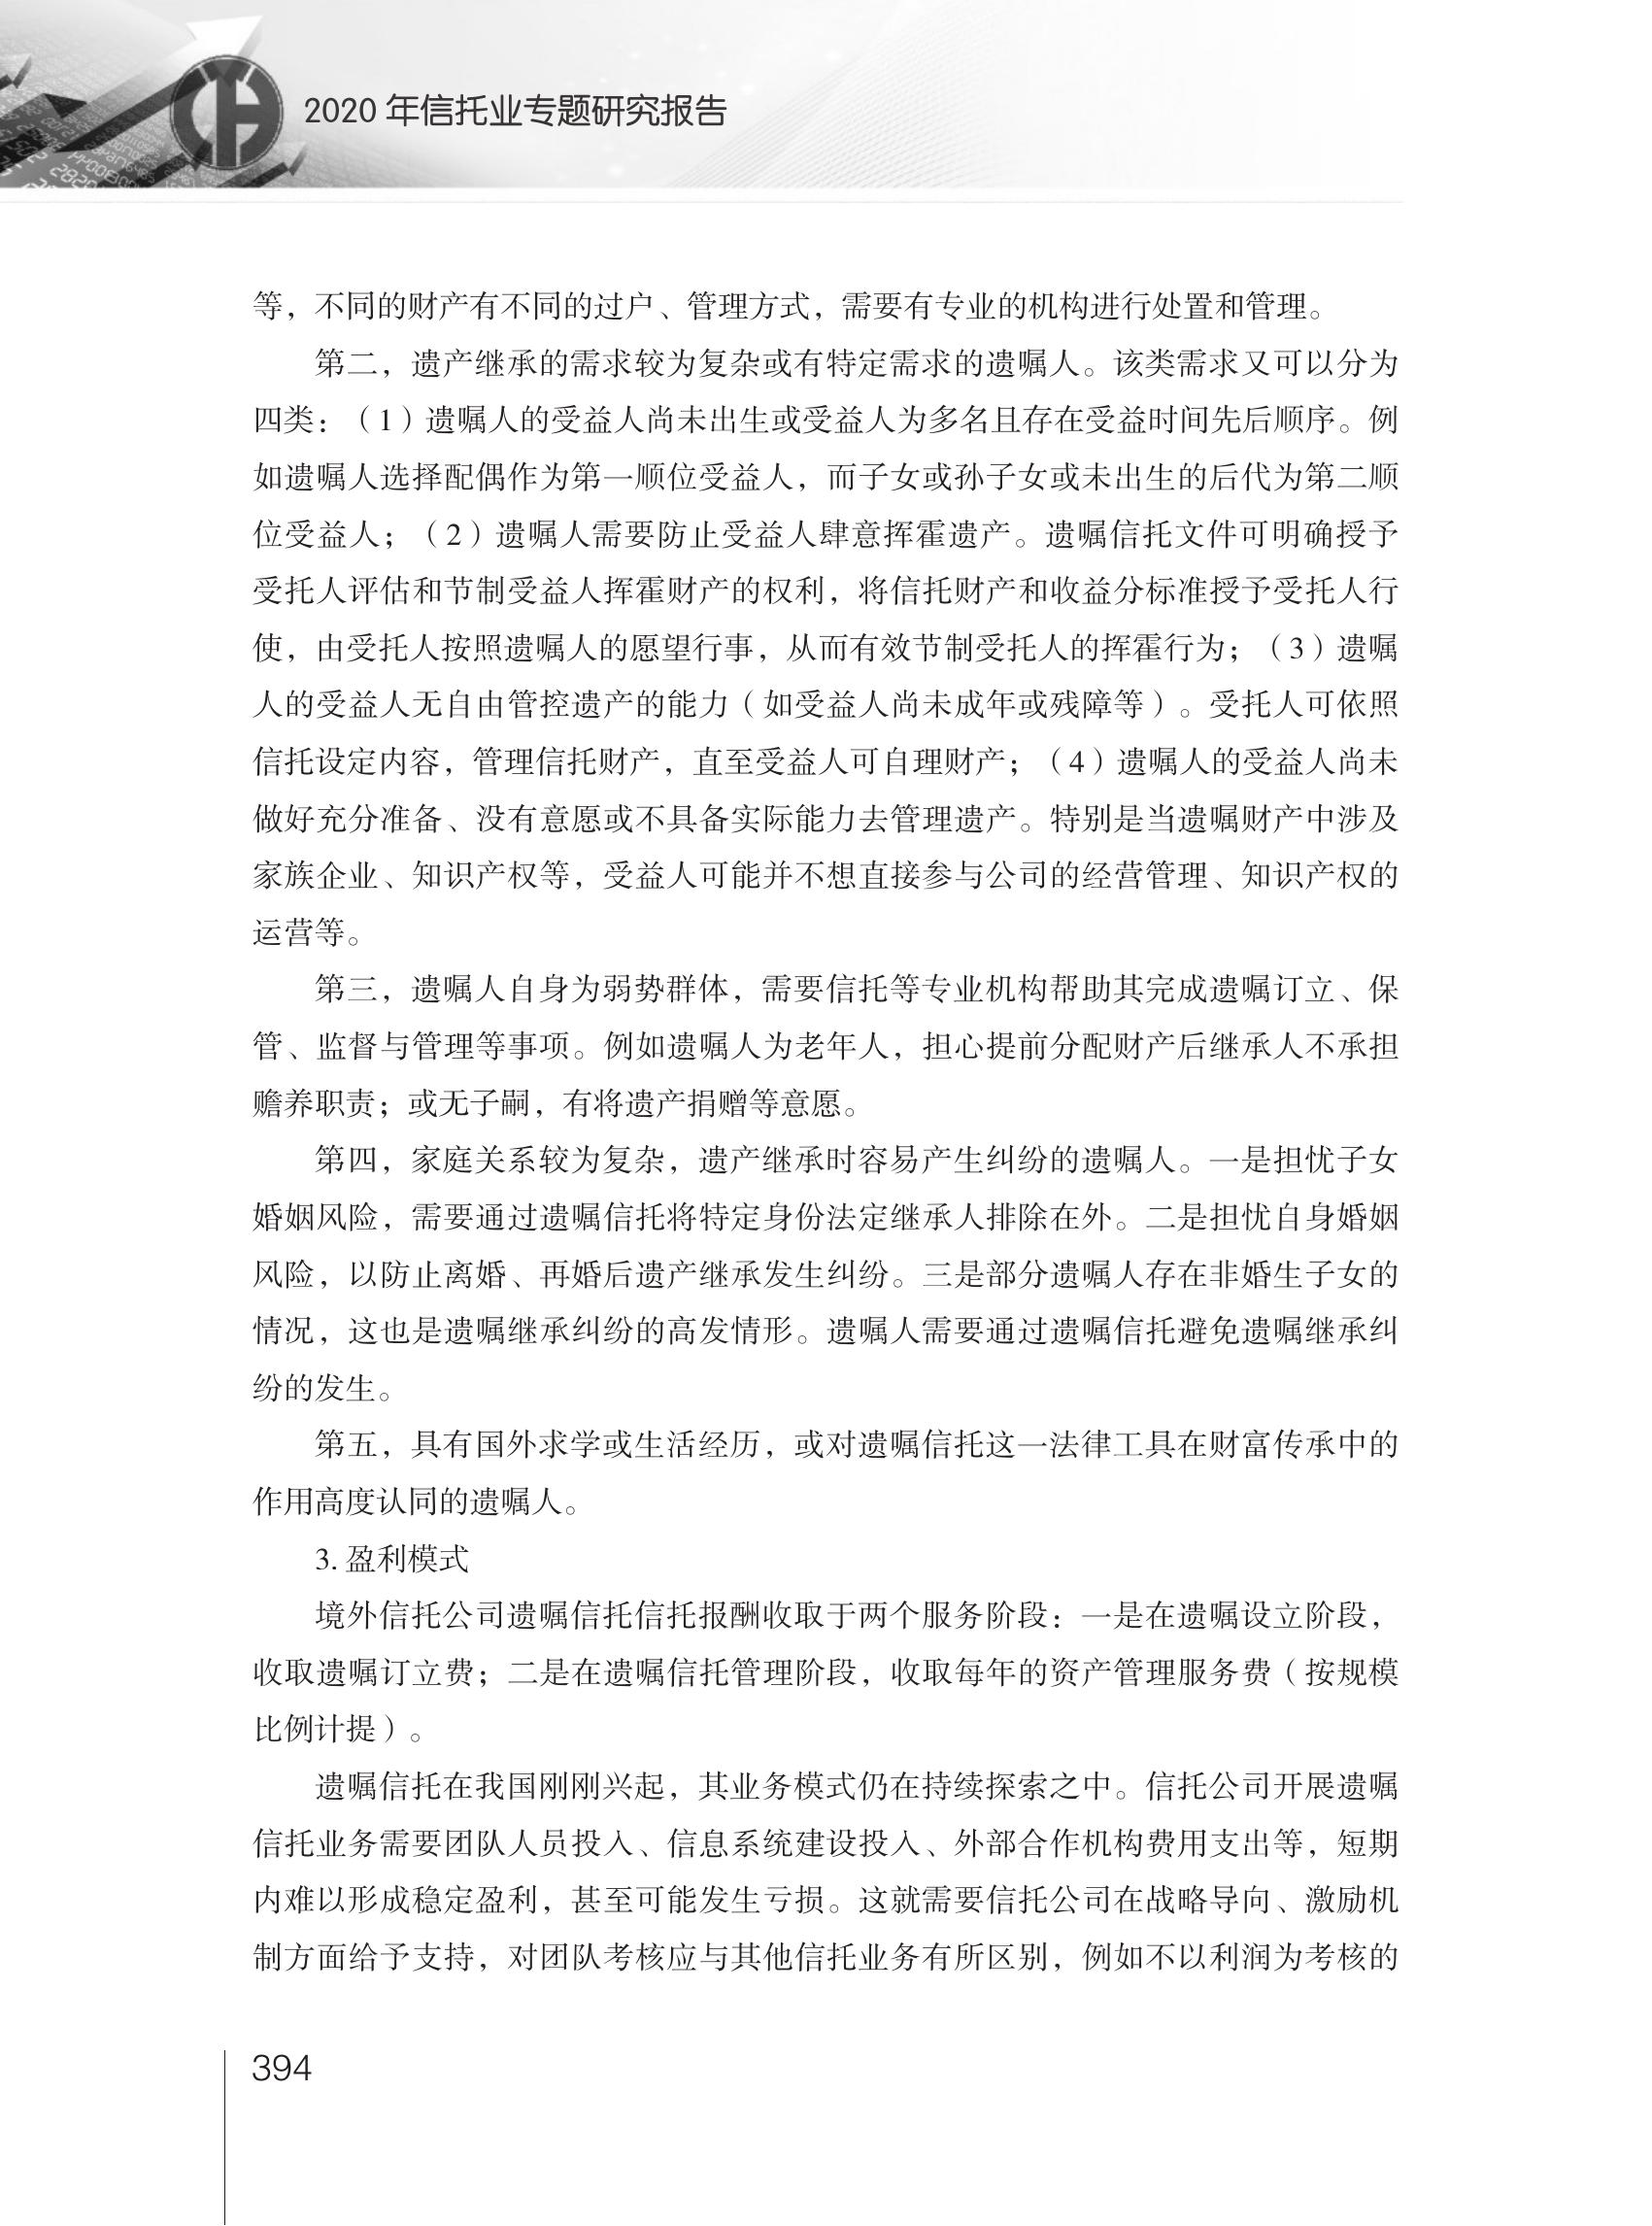 2020 年信托业专题研究报告
等，不同的财产有不同的过户、管理方式，需要有专业的机构进行处置和管理。
第二，遗产继承的需求较为复杂或有特定需求的遗嘱人。该类需求又可以分为
四类：（1）遗嘱人的受益人尚未出生或受益人为多名且存在受益时间先后顺序。例
如遗嘱人选择配偶作为第一顺位受益人，而子女或孙子女或未出生的后代为第二顺
位受益人；（2）遗嘱人需要防止受益人肆意挥霍遗产。遗嘱信托文件可明确授予
受托人评估和节制受益人挥霍财产的权利，将信托财产和收益分标准授予受托人行
使，由受托人按照遗嘱人的愿望行事，从而有效节制受托人的挥霍行为；（3）遗嘱
人的受益人无自由管控遗产的能力（如受益人尚未成年或残障等）。受托人可依照
信托设定内容，管理信托财产，直至受益人可自理财产；（4）遗嘱人的受益人尚未
做好充分准备、没有意愿或不具备实际能力去管理遗产。特别是当遗嘱财产中涉及
家族企业、知识产权等，受益人可能并不想直接参与公司的经营管理、知识产权的
运营等。
第三，遗嘱人自身为弱势群体，需要信托等专业机构帮助其完成遗嘱订立、保
管、监督与管理等事项。例如遗嘱人为老年人，担心提前分配财产后继承人不承担
赡养职责；或无子嗣，有将遗产捐赠等意愿。
第四，家庭关系较为复杂，遗产继承时容易产生纠纷的遗嘱人。一是担忧子女
婚姻风险，需要通过遗嘱信托将特定身份法定继承人排除在外。二是担忧自身婚姻
风险，以防止离婚、再婚后遗产继承发生纠纷。三是部分遗嘱人存在非婚生子女的
情况，这也是遗嘱继承纠纷的高发情形。遗嘱人需要通过遗嘱信托避免遗嘱继承纠
纷的发生。
第五，具有国外求学或生活经历，或对遗嘱信托这一法律工具在财富传承中的
作用高度认同的遗嘱人。
3. 盈利模式
境外信托公司遗嘱信托信托报酬收取于两个服务阶段：一是在遗嘱设立阶段，
收取遗嘱订立费；二是在遗嘱信托管理阶段，收取每年的资产管理服务费（按规模
比例计提）。
遗嘱信托在我国刚刚兴起，其业务模式仍在持续探索之中。信托公司开展遗嘱
信托业务需要团队人员投入、信息系统建设投入、外部合作机构费用支出等，短期
内难以形成稳定盈利，甚至可能发生亏损。这就需要信托公司在战略导向、激励机
制方面给予支持，对团队考核应与其他信托业务有所区别，例如不以利润为考核的
394